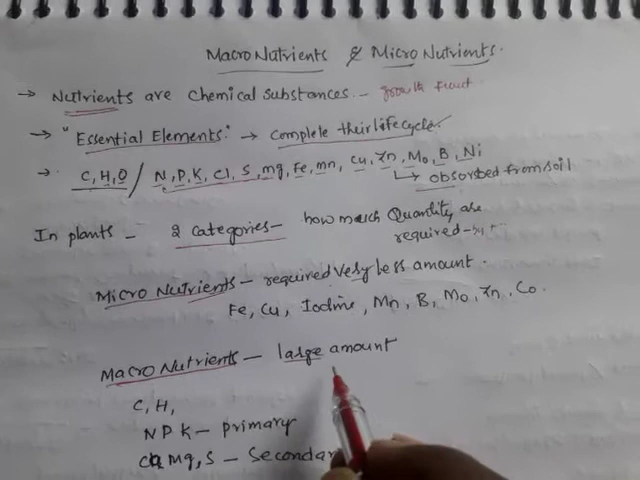 Macro Nutrients & Micro Nutrients.
→ Nutrients are chemical substances. - growth
→ "Essential Elements." → Complete their life cycle.
→ C, H, O / N, P, K, Cl, S, mg, Fe, mn, Cu, Zn, Mo, B, Ni
↳ absorbed from soil
In plants - 2 categories - how much Quantity are
required -
Micro Nutrients - required Very less amount.
Fe, Cu, Iodine, Mn, B, Mo, Zn, Co.
Macro Nutrients - large amount
C, H,
N P K - primary
Ca, Mg, S - Secondar